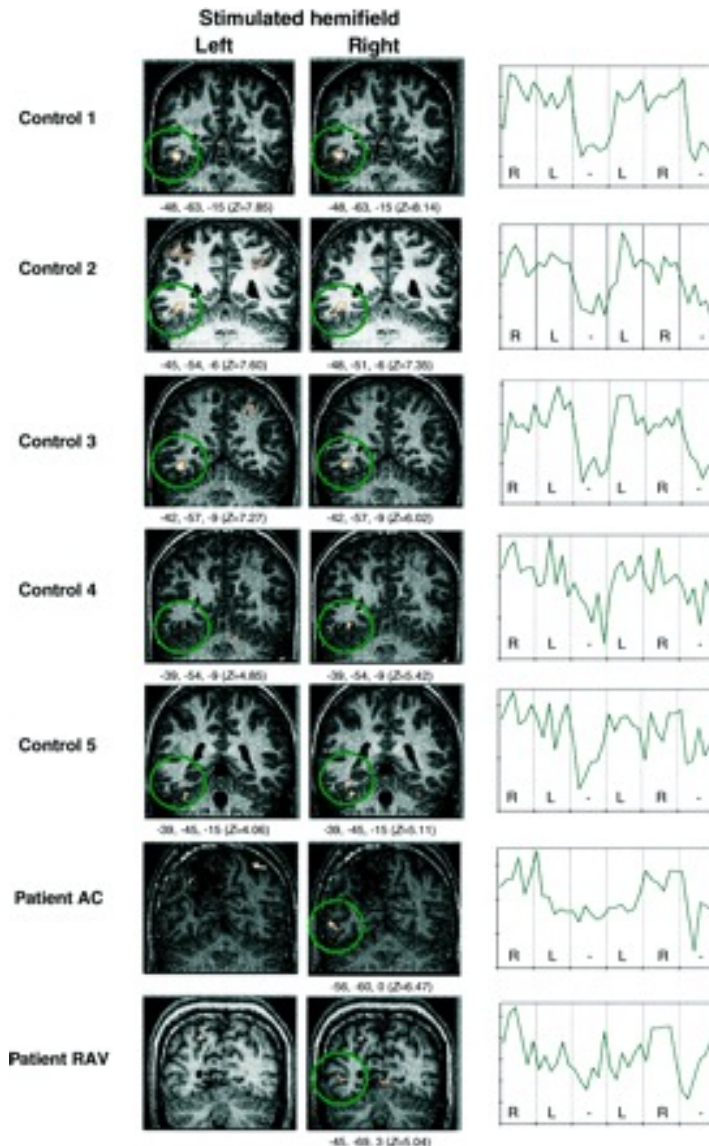 Stimulated hemifield
Left Right
Control 1
R L - L R -
-48, -63, -15 (Z=7.85) -48, -63, -15 (Z=8.14)
Control 2
R L - L R -
-45, -54, -6 (Z=7.60) -48, -51, -6 (Z=7.35)
Control 3
R L - L R -
-42, -57, -9 (Z=7.27) -42, -57, -9 (Z=6.02)
Control 4
R L - L R -
-39, -54, -9 (Z=4.85) -39, -54, -9 (Z=5.42)
Control 5
R L - L R -
-39, -45, -15 (Z=4.06) -39, -45, -15 (Z=5.11)
Patient AC
R L - L R -
-56, -60, 0 (Z=6.47)
Patient RAV
R L - L R -
-45, -69, 3 (Z=5.04)